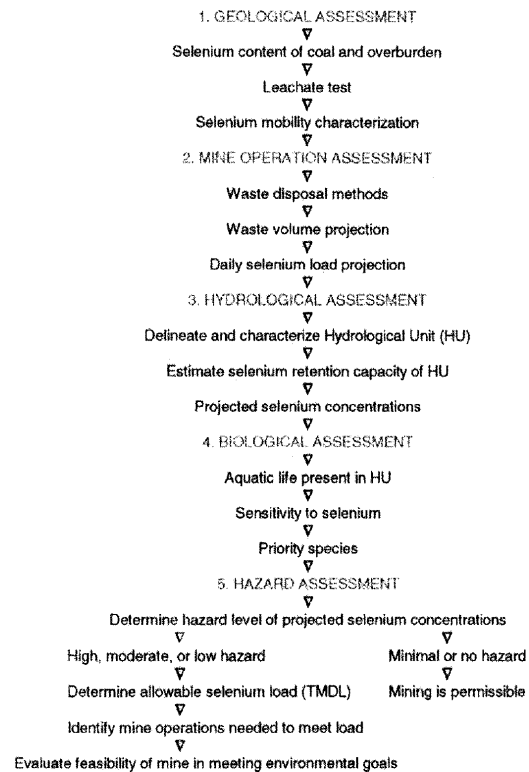 1. GEOLOGICAL ASSESSMENT
Selenium content of coal and overburden
Leachate test
Selenium mobility characterization
2. MINE OPERATION ASSESSMENT
Waste disposal methods
Waste volume projection
Daily selenium load projection
3. HYDROLOGICAL ASSESSMENT
Delineate and characterize Hydrological Unit (HU)
Estimate selenium retention capacity of HU
Projected selenium concentrations
4. BIOLOGICAL ASSESSMENT
Aquatic life present in HU
Sensitivity to selenium
Priority species
5. HAZARD ASSESSMENT
Determine hazard level of projected selenium concentrations
High, moderate, or low hazard
Minimal or no hazard
Determine allowable selenium load (TMDL)
Mining is permissible
Identify mine operations needed to meet load
Evaluate feasibility of mine in meeting environmental goals